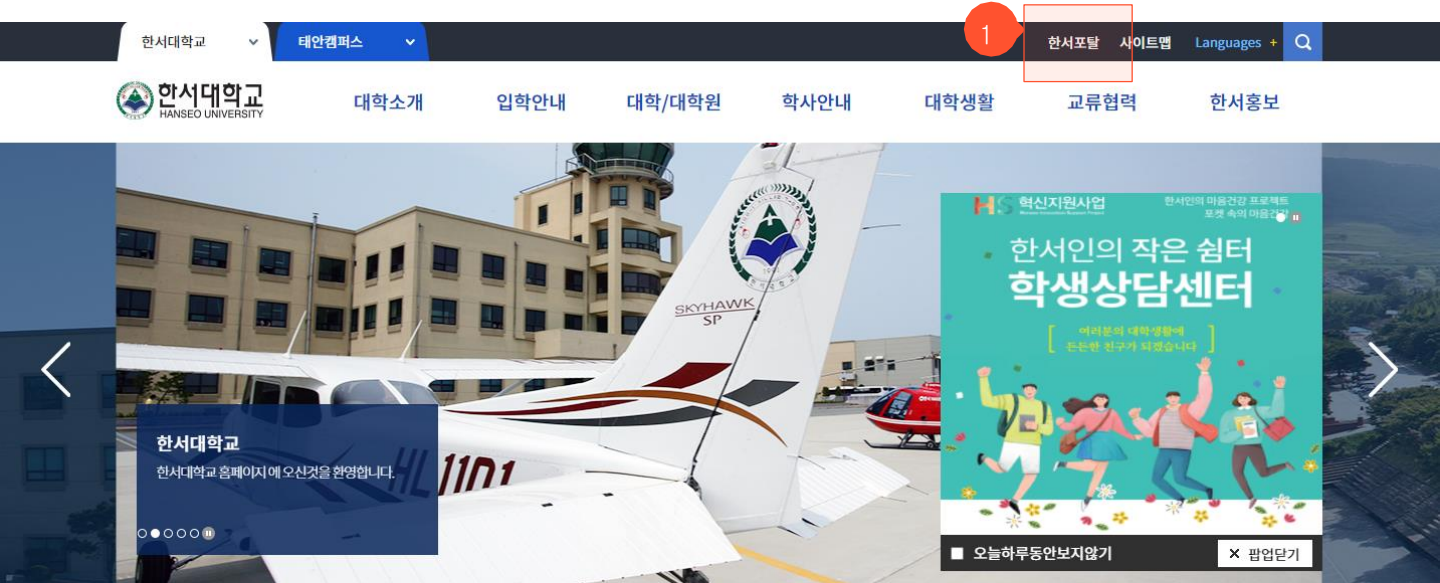 1
한서대학교
태안캠퍼스
한서포탈
사이트맵
Languages +
한서대학교
HANSEO UNIVERSITY
대학소개
입학안내
대학/대학원
학사안내
대학생활
교류협력
한서홍보
SKYHAWK
SP
HL1101
한서대학교
한서대학교 홈페이지에 오신것을 환영합니다.
HS 혁신지원사업
한서인의 마음건강 프로젝트
포켓 속의 마음건강
한서인의 작은 쉼터
학생상담센터
여러분의 대학생활에
든든한 친구가 되겠습니다
오늘하루동안보지않기
× 팝업닫기